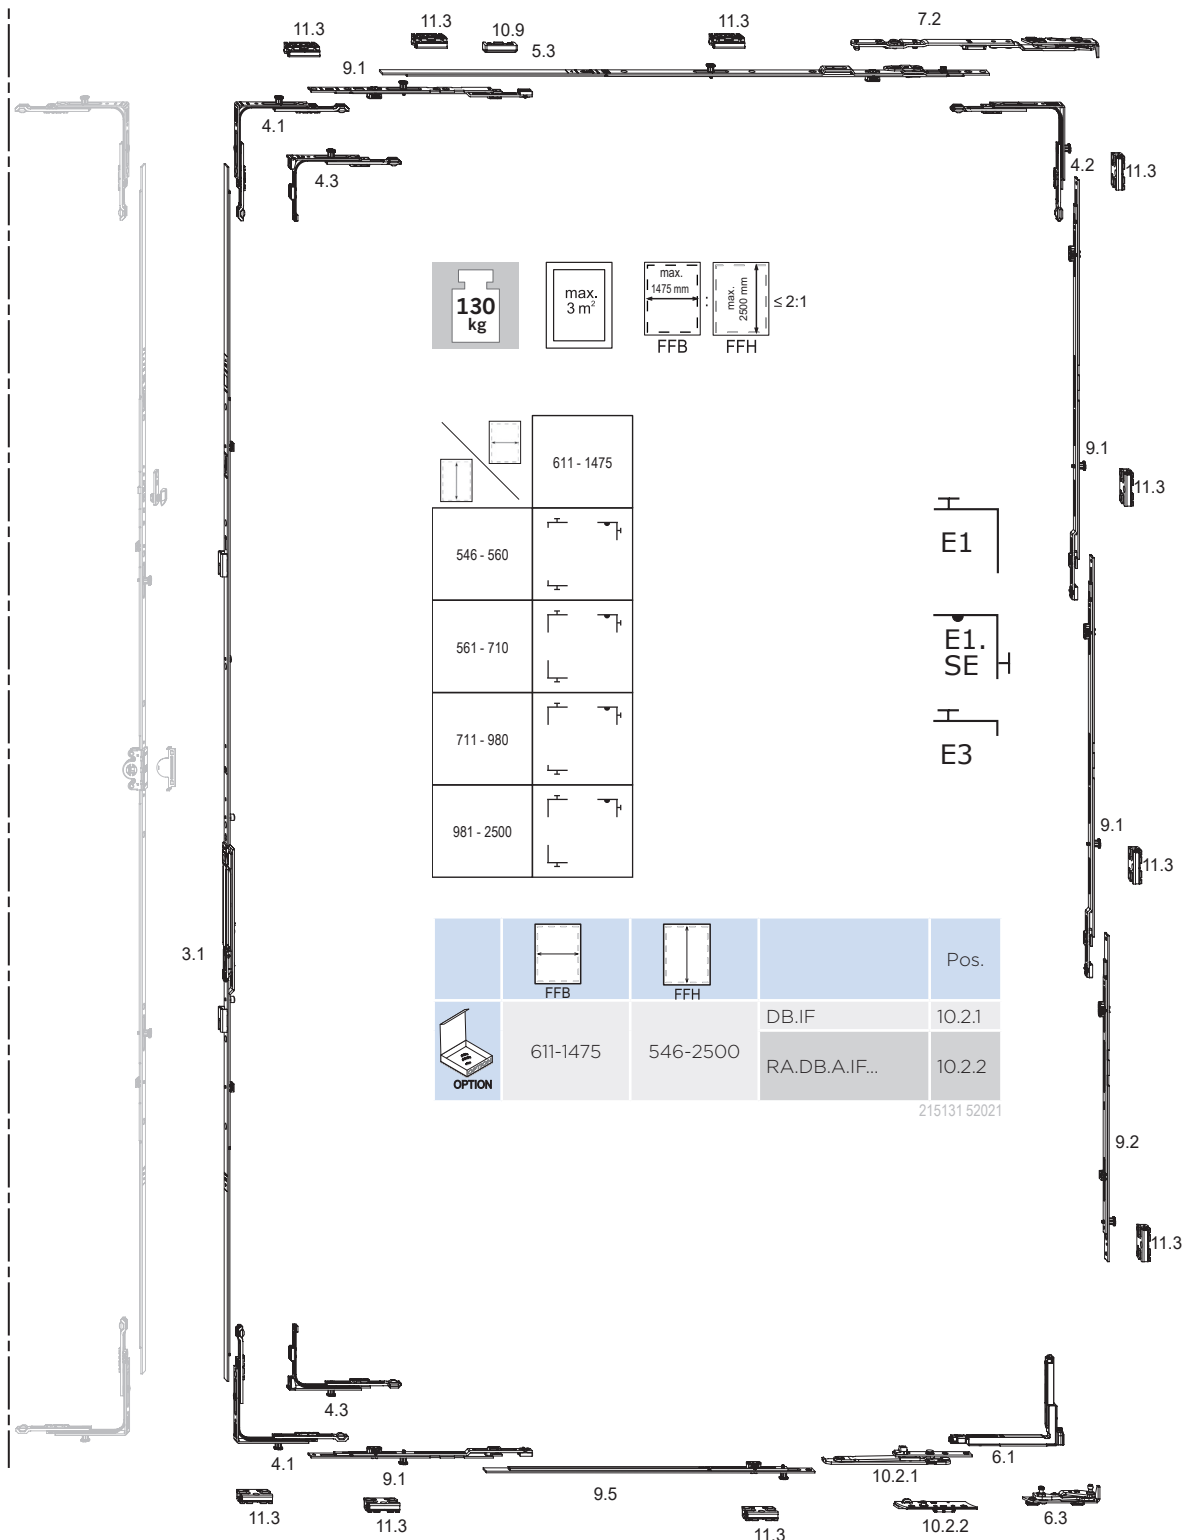 11.3
11.3
10.9
5.3
11.3
7.2
9.1
4.1
4.3
4.2
11.3
130
kg
max.
3 m²
max.
1475 mm
FFB
:
max.
2500 mm
FFH
≤ 2:1
611 - 1475
546 - 560
561 - 710
711 - 980
981 - 2500
9.1
11.3
E1
E1.
SE
E3
9.1
11.3
3.1
FFB
FFH
Pos.
OPTION
611-1475
546-2500
DB.IF
10.2.1
RA.DB.A.IF...
10.2.2
215131 52021
9.2
11.3
4.3
4.1
9.1
9.5
10.2.1
6.1
11.3
11.3
11.3
10.2.2
6.3